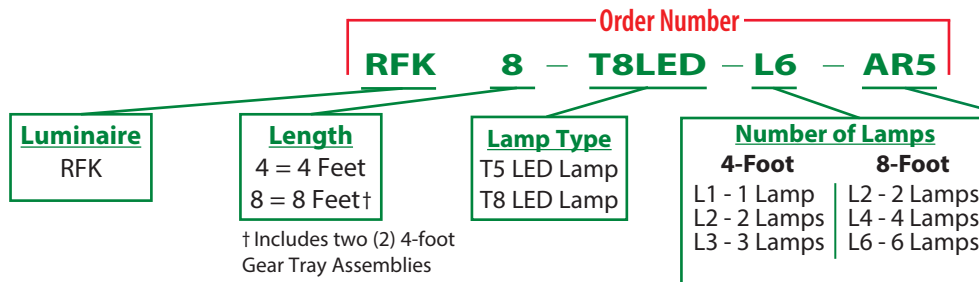 Order Number
RFK 8 – T8LED – L6 – AR5
Luminaire
RFK
Length
4 = 4 Feet
8 = 8 Feet†
† Includes two (2) 4-foot
Gear Tray Assemblies
Lamp Type
T5 LED Lamp
T8 LED Lamp
Number of Lamps
4-Foot 8-Foot
L1 - 1 Lamp L2 - 2 Lamps
L2 - 2 Lamps L4 - 4 Lamps
L3 - 3 Lamps L6 - 6 Lamps